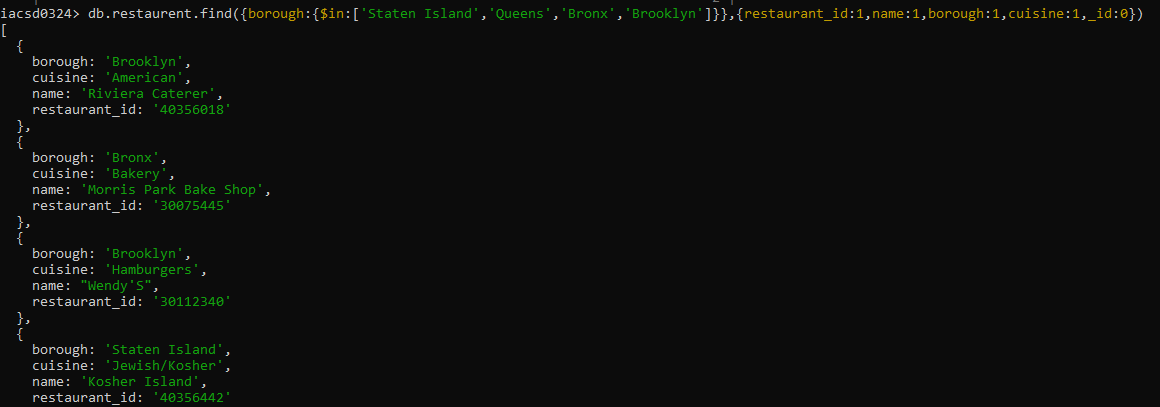 iacsd0324> db.restaurent.find({borough:{$in:['Staten Island','Queens','Bronx','Brooklyn']}},{restaurant_id:1,name:1,borough:1,cuisine:1,_id:0})
[
  {
    borough: 'Brooklyn',
    cuisine: 'American',
    name: 'Riviera Caterer',
    restaurant_id: '40356018'
  },
  {
    borough: 'Bronx',
    cuisine: 'Bakery',
    name: 'Morris Park Bake Shop',
    restaurant_id: '30075445'
  },
  {
    borough: 'Brooklyn',
    cuisine: 'Hamburgers',
    name: "Wendy'S",
    restaurant_id: '30112340'
  },
  {
    borough: 'Staten Island',
    cuisine: 'Jewish/Kosher',
    name: 'Kosher Island',
    restaurant_id: '40356442'